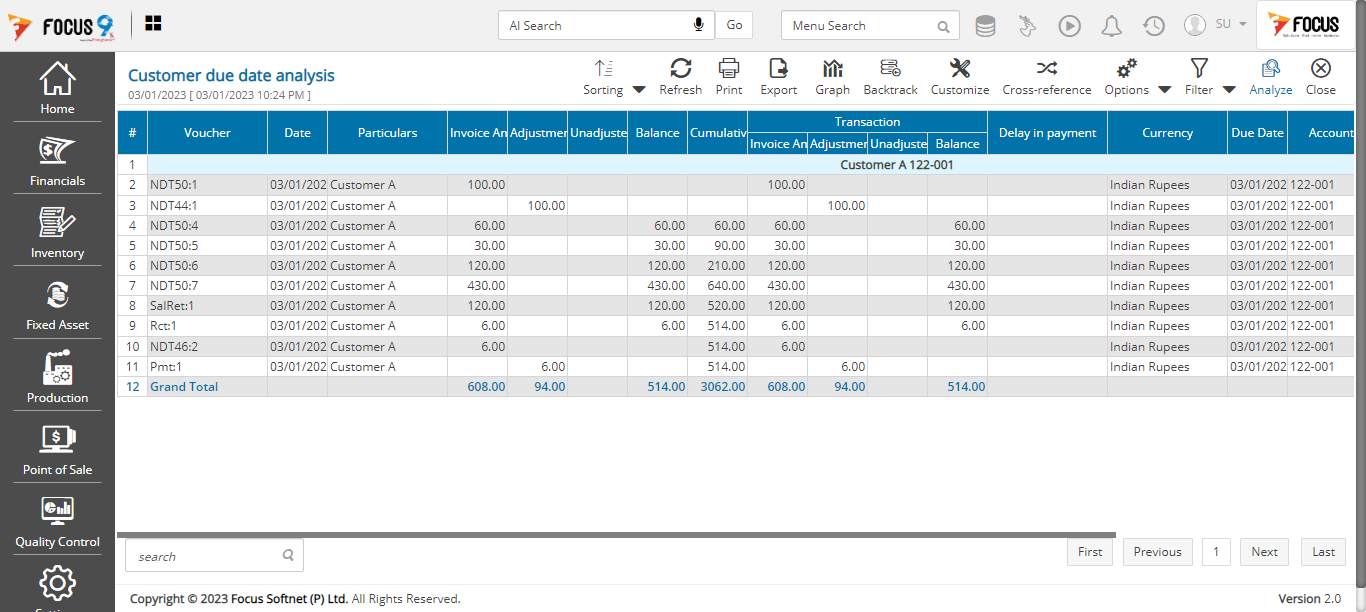 FOCUS 9
AI Search Go Menu Search SU FOCUS
Customer due date analysis
03/01/2023 [ 03/01/2023 10:24 PM ]
Sorting Refresh Print Export Graph Backtrack Customize Cross-reference Options Filter Analyze Close
Home
Financials
Inventory
Fixed Asset
Production
Point of Sale
Quality Control
# Voucher Date Particulars Invoice An Adjustmer Unadjuste Balance Cumulativ Transaction Delay in payment Currency Due Date Account
Invoice An Adjustmer Unadjuste Balance
1 Customer A 122-001
2 NDT50:1 03/01/202 Customer A 100.00 100.00 Indian Rupees 03/01/202 122-001
3 NDT44:1 03/01/202 Customer A 100.00 100.00 Indian Rupees 03/01/202 122-001
4 NDT50:4 03/01/202 Customer A 60.00 60.00 60.00 60.00 60.00 Indian Rupees 03/01/202 122-001
5 NDT50:5 03/01/202 Customer A 30.00 30.00 90.00 30.00 30.00 Indian Rupees 03/01/202 122-001
6 NDT50:6 03/01/202 Customer A 120.00 120.00 210.00 120.00 120.00 Indian Rupees 03/01/202 122-001
7 NDT50:7 03/01/202 Customer A 430.00 430.00 640.00 430.00 430.00 Indian Rupees 03/01/202 122-001
8 SalRet:1 03/01/202 Customer A 120.00 120.00 520.00 120.00 120.00 Indian Rupees 03/01/202 122-001
9 Rct:1 03/01/202 Customer A 6.00 6.00 514.00 6.00 6.00 Indian Rupees 03/01/202 122-001
10 NDT46:2 03/01/202 Customer A 6.00 514.00 6.00 Indian Rupees 03/01/202 122-001
11 Pmt:1 03/01/202 Customer A 6.00 514.00 6.00 Indian Rupees 03/01/202 122-001
12 Grand Total 608.00 94.00 514.00 3062.00 608.00 94.00 514.00
search First Previous 1 Next Last
Copyright © 2023 Focus Softnet (P) Ltd. All Rights Reserved. Version 2.0